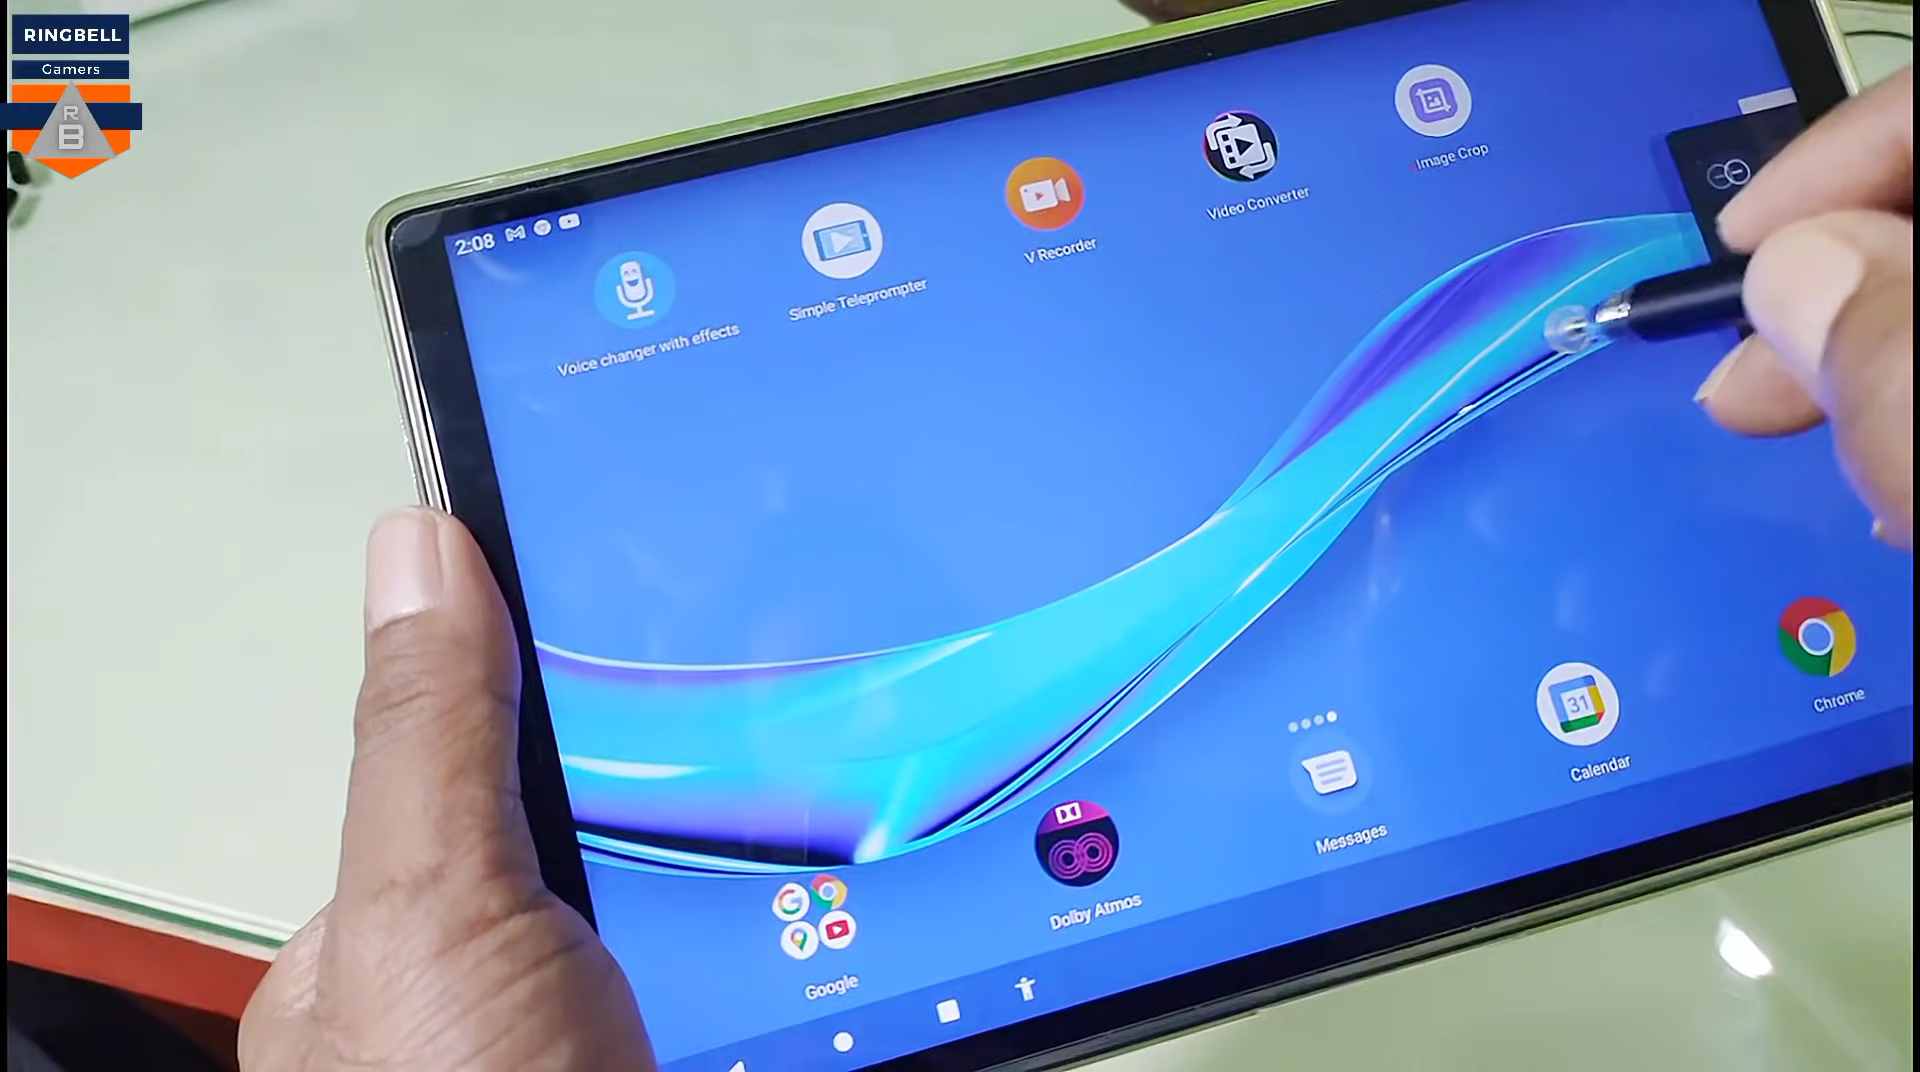 RINGBELL
Gamers
R
B
2:08
Voice changer with effects
Simple Teleprompter
V Recorder
Video Converter
Image Crop
Google
Dolby Atmos
Messages
31
Calendar
Chrome